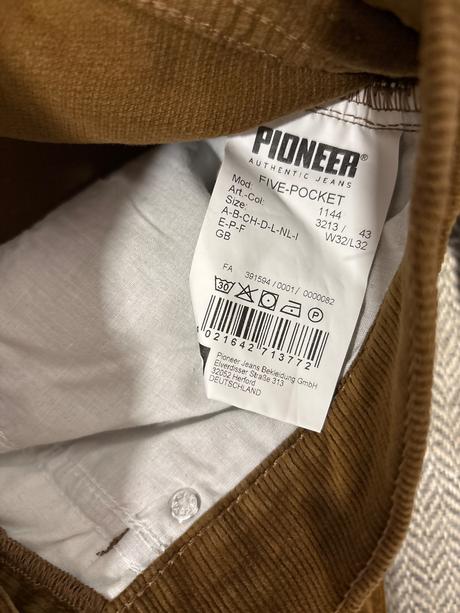 PIONEER®
AUTHENTIC JEANS
Mod: FIVE-POCKET
Art.-Col: 1144
Size: 3213 / 43
A-B-CH-D-L-NL-I W32/L32
E-P-F
GB
FA 391594 /0001/ 0000082
30 P
021642 713772
Pioneer Jeans Bekleidung GmbH
Elverdisser Straße 313
32052 Herford
DEUTSCHLAND